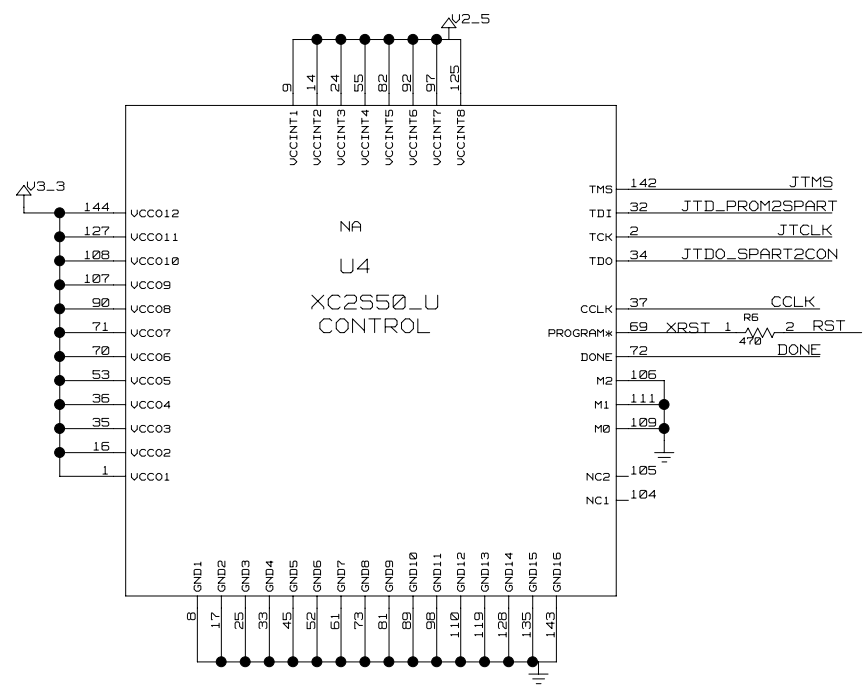 V2_5
9 14 24 55 82 92 97 125
VCCINT1 VCCINT2 VCCINT3 VCCINT4 VCCINT5 VCCINT6 VCCINT7 VCCINT8
V3_3
144 VCCO12
127 VCCO11
108 VCCO10
107 VCCO9
90 VCCO8
71 VCCO7
70 VCCO6
53 VCCO5
36 VCCO4
35 VCCO3
16 VCCO2
1 VCCO1
NA
U4
XC2S50_U
CONTROL
TMS 142 JTMS
TDI 32 JTD_PROM2SPART
TCK 2 JTCLK
TDO 34 JTDO_SPART2CON
CCLK 37 CCLK
PROGRAM* 69 XRST 1 R6 470 2 RST
DONE 72 DONE
M2 106
M1 111
M0 109
NC2 105
NC1 104
GND1 GND2 GND3 GND4 GND5 GND6 GND7 GND8 GND9 GND10 GND11 GND12 GND13 GND14 GND15 GND16
8 17 25 33 45 52 61 73 81 89 98 110 119 128 135 143